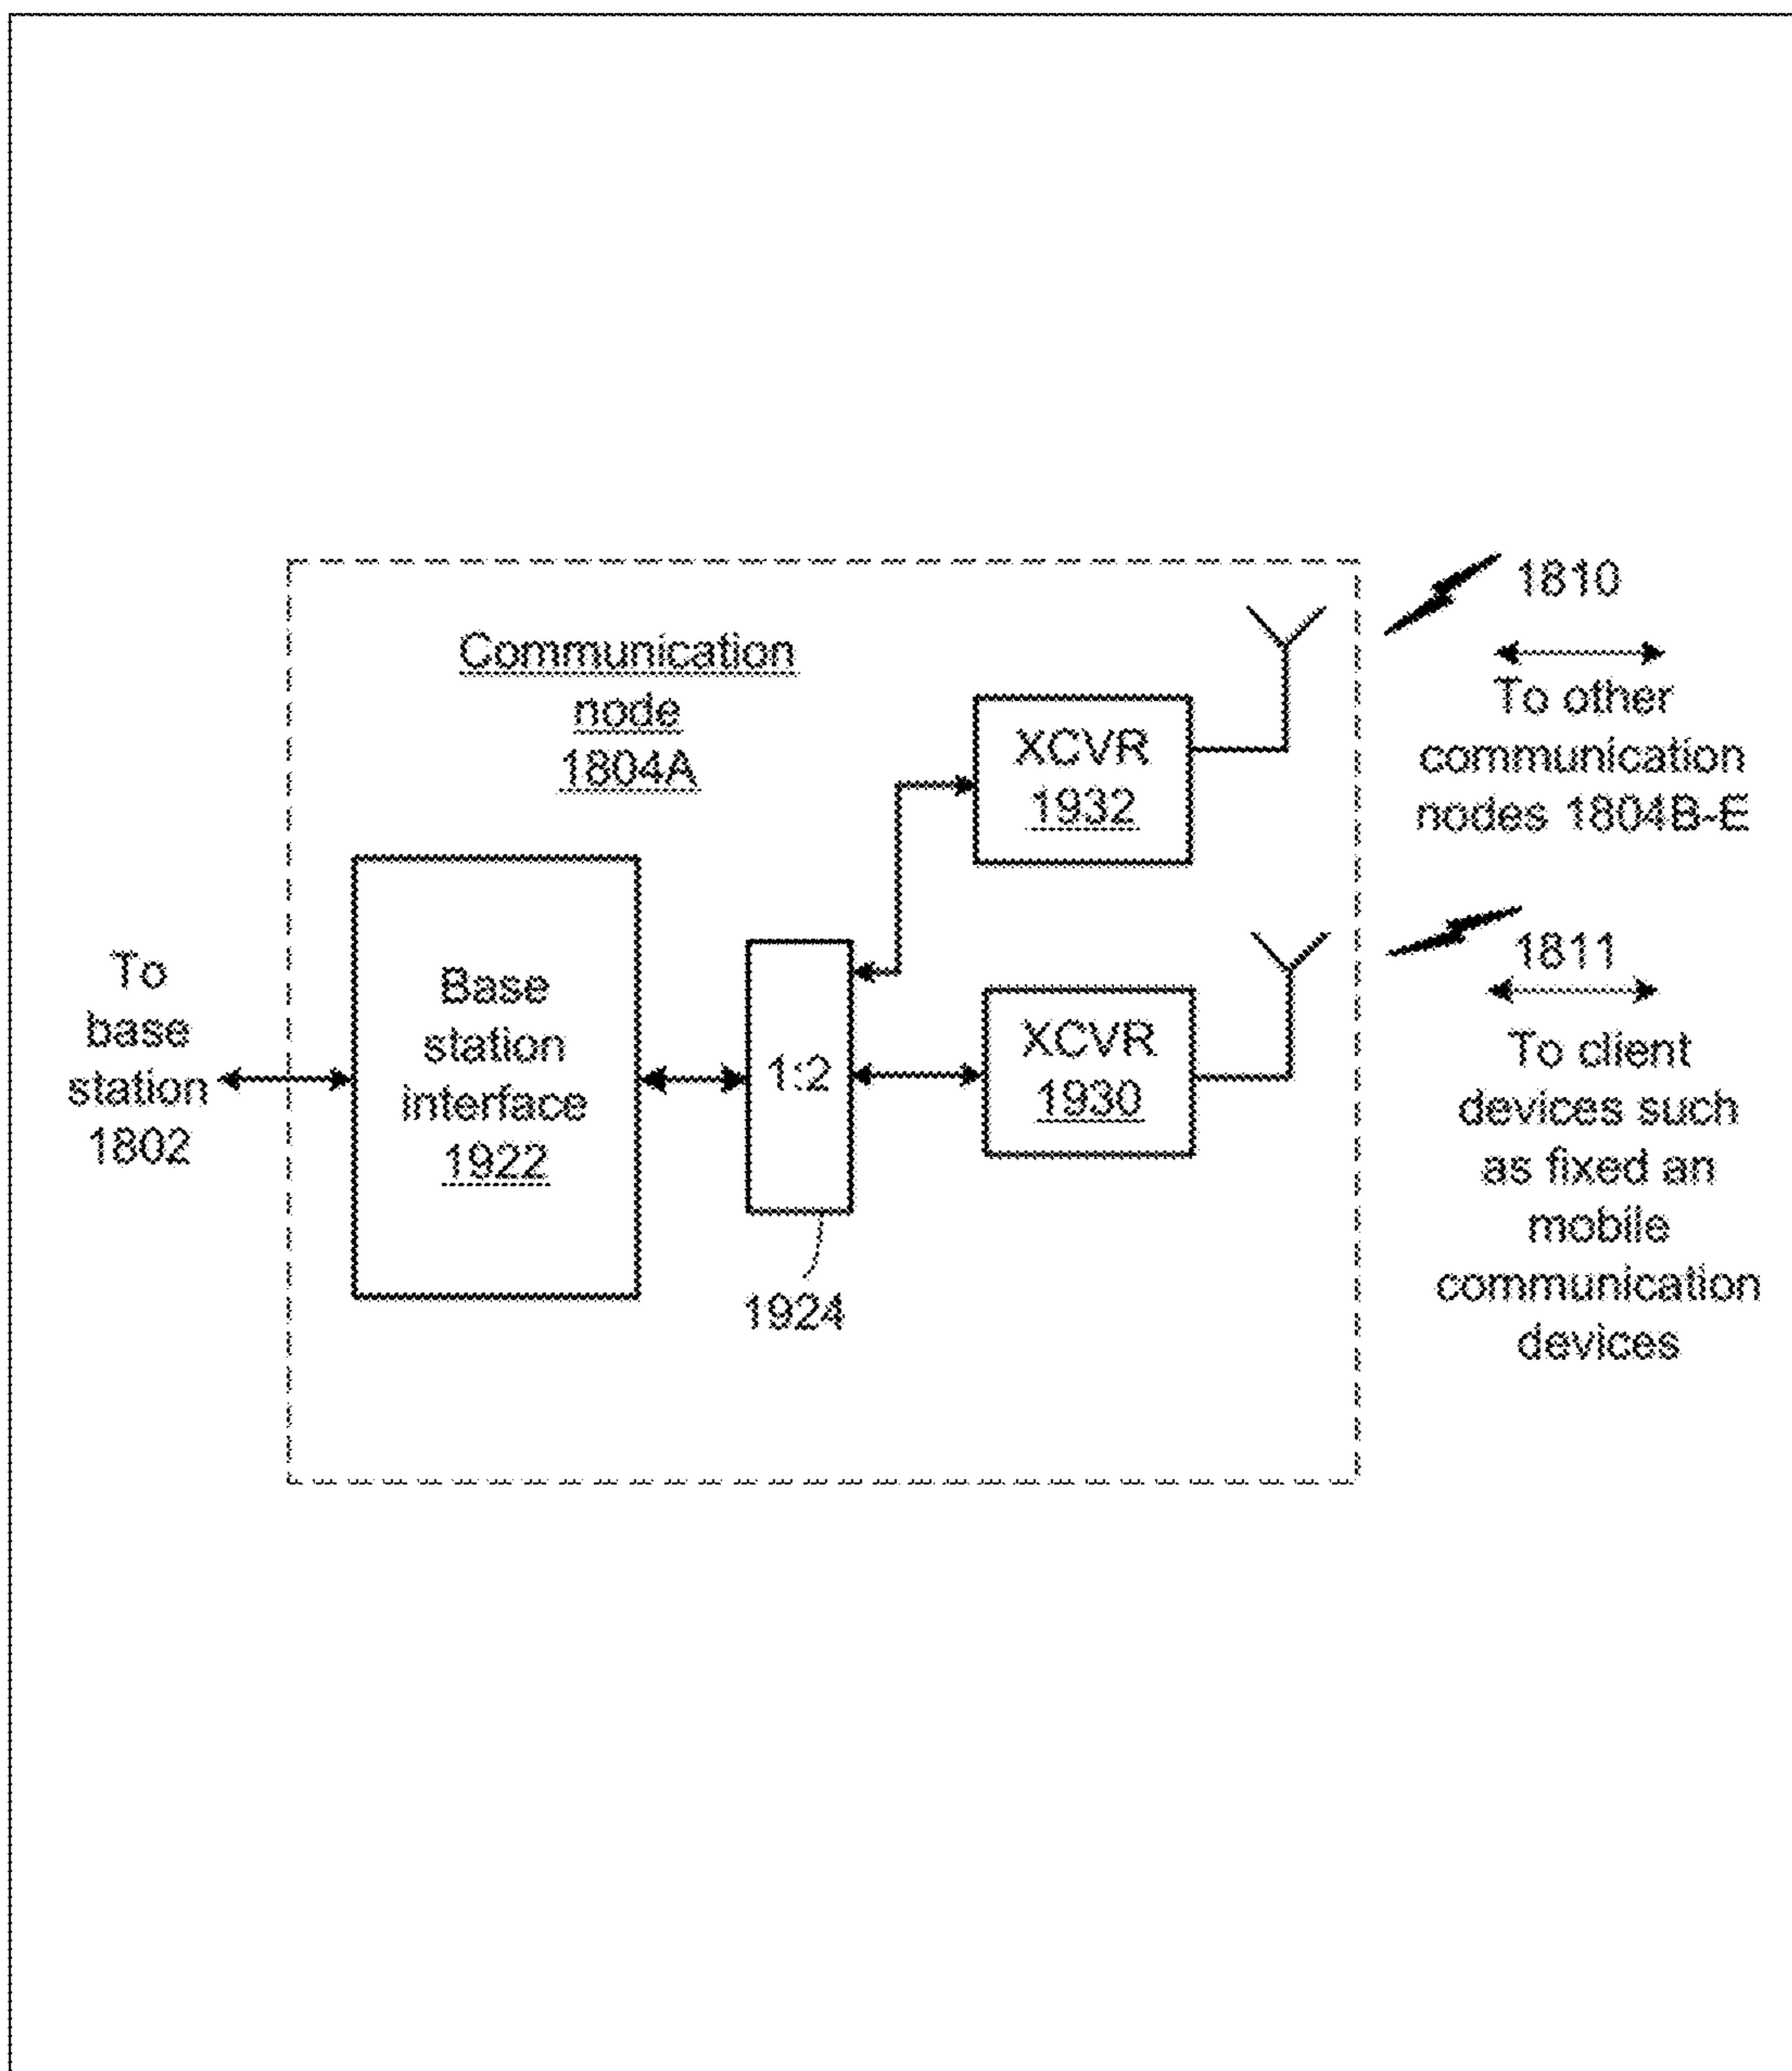 Communication
node
1804A
To
base
station
1802
Base
station
interface
1922
1:2
1924
XCVR
1932
XCVR
1930
1810
To other
communication
nodes 1804B-E
1811
To client
devices such
as fixed an
mobile
communication
devices